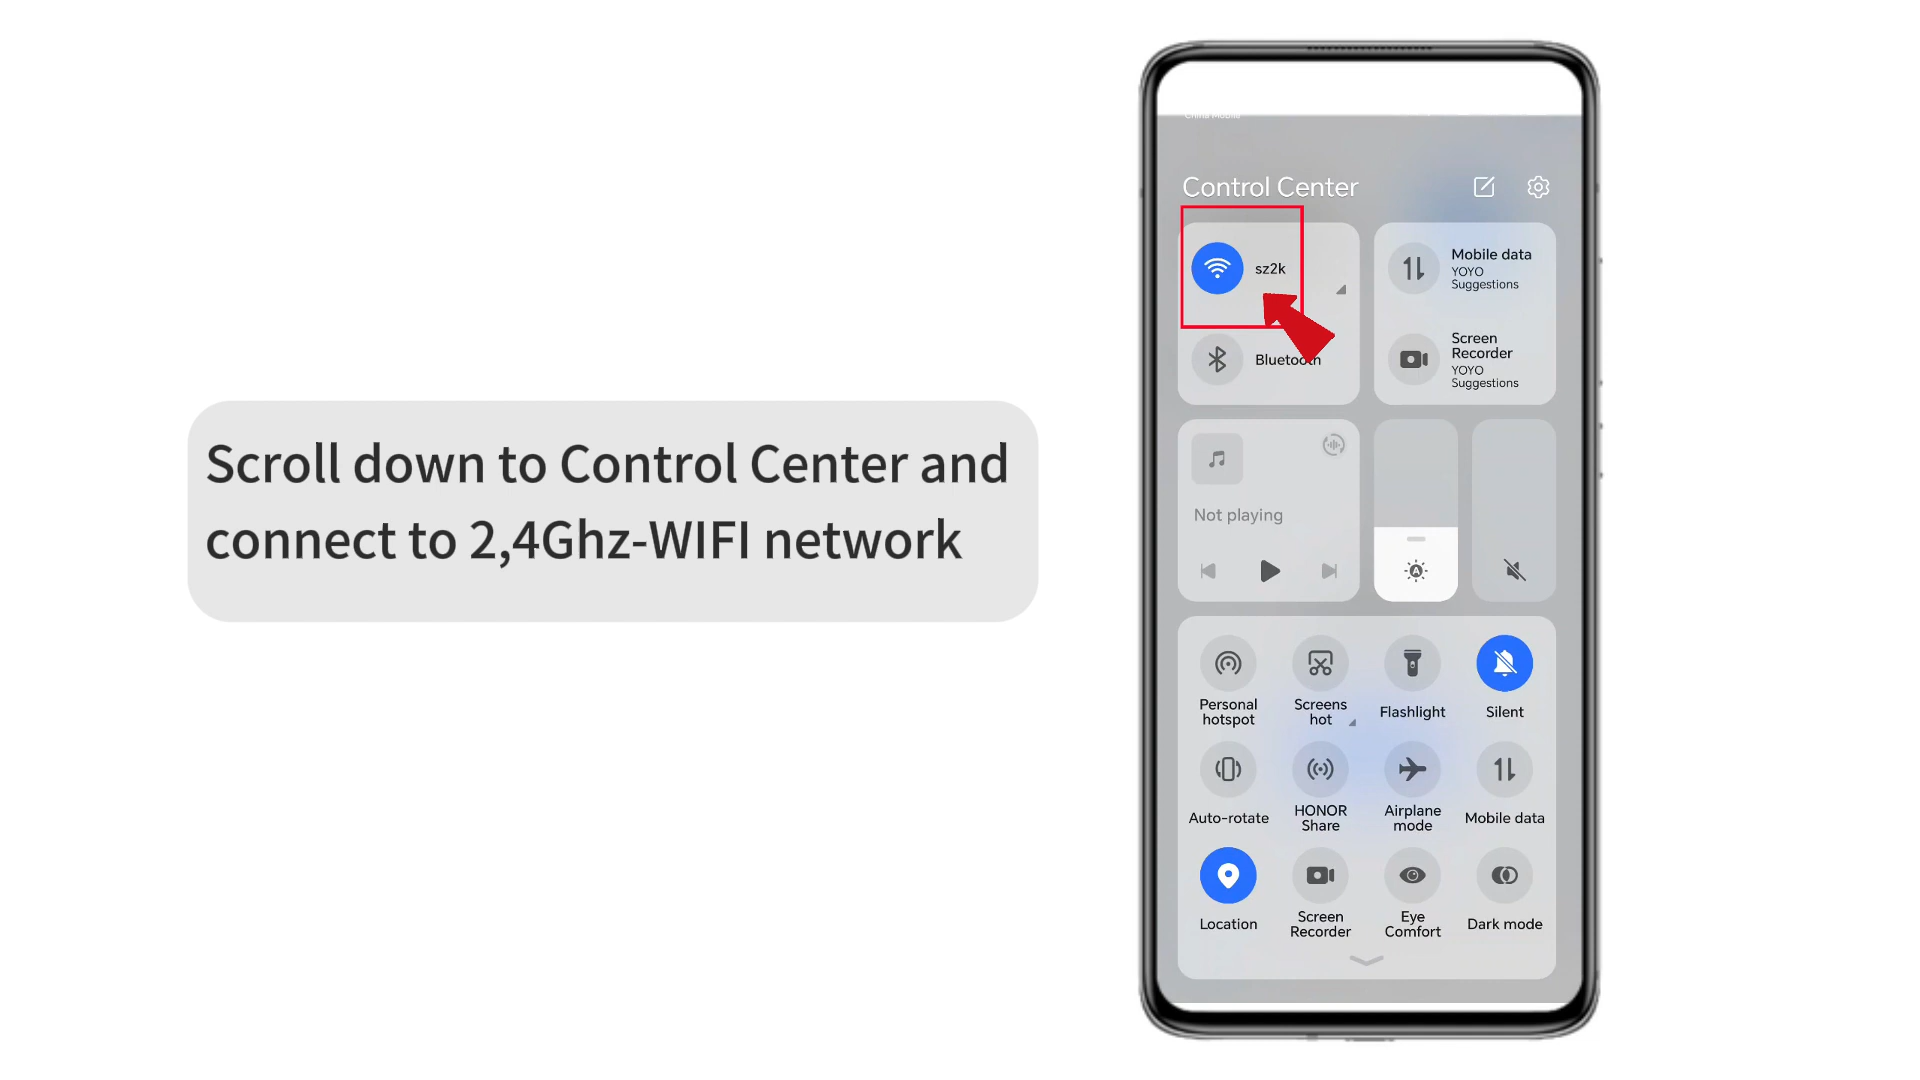 Scroll down to Control Center and
connect to 2,4Ghz-WIFI network
China Mobile
Control Center
sz2k
Bluetooth
Mobile data
YOYO
Suggestions
Screen
Recorder
YOYO
Suggestions
Not playing
Personal
hotspot
Screens
hot
Flashlight
Silent
Auto-rotate
HONOR
Share
Airplane
mode
Mobile data
Location
Screen
Recorder
Eye
Comfort
Dark mode